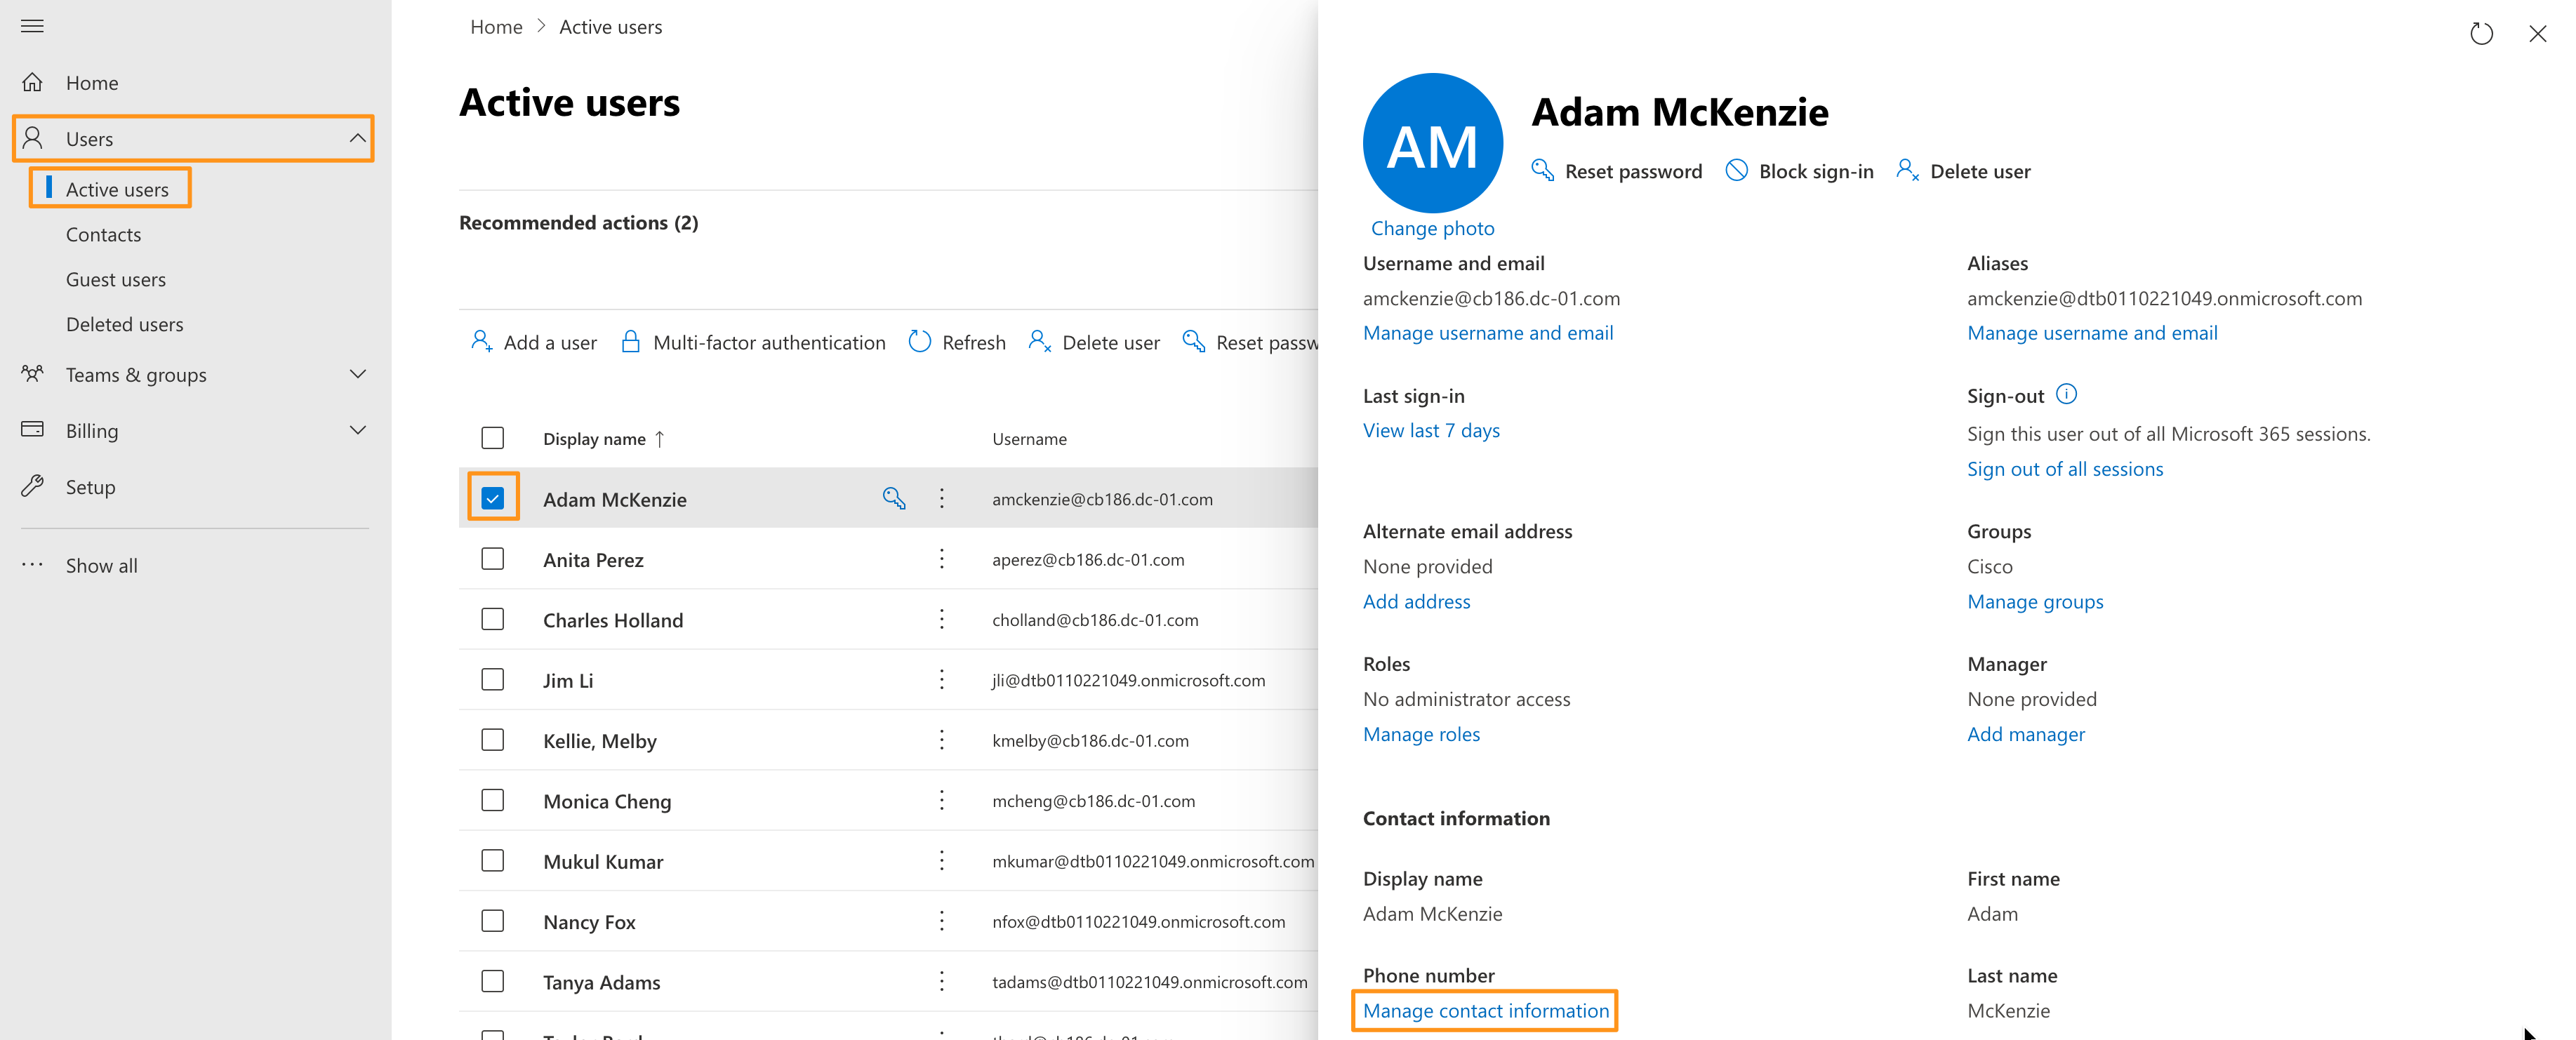 Home
Users
Active users
Contacts
Guest users
Deleted users
Teams & groups
Billing
Setup
Show all
Home > Active users
Active users
Recommended actions (2)
Add a user Multi-factor authentication Refresh Delete user Reset passw
Display name ↑ Username
Adam McKenzie amckenzie@cb186.dc-01.com
Anita Perez aperez@cb186.dc-01.com
Charles Holland cholland@cb186.dc-01.com
Jim Li jli@dtb0110221049.onmicrosoft.com
Kellie, Melby kmelby@cb186.dc-01.com
Monica Cheng mcheng@cb186.dc-01.com
Mukul Kumar mkumar@dtb0110221049.onmicrosoft.com
Nancy Fox nfox@dtb0110221049.onmicrosoft.com
Tanya Adams tadams@dtb0110221049.onmicrosoft.com
AM
Change photo
Adam McKenzie
Reset password Block sign-in Delete user
Username and email
amckenzie@cb186.dc-01.com
Manage username and email
Aliases
amckenzie@dtb0110221049.onmicrosoft.com
Manage username and email
Last sign-in
View last 7 days
Sign-out
Sign this user out of all Microsoft 365 sessions.
Sign out of all sessions
Alternate email address
None provided
Add address
Groups
Cisco
Manage groups
Roles
No administrator access
Manage roles
Manager
None provided
Add manager
Contact information
Display name
Adam McKenzie
First name
Adam
Phone number
Manage contact information
Last name
McKenzie